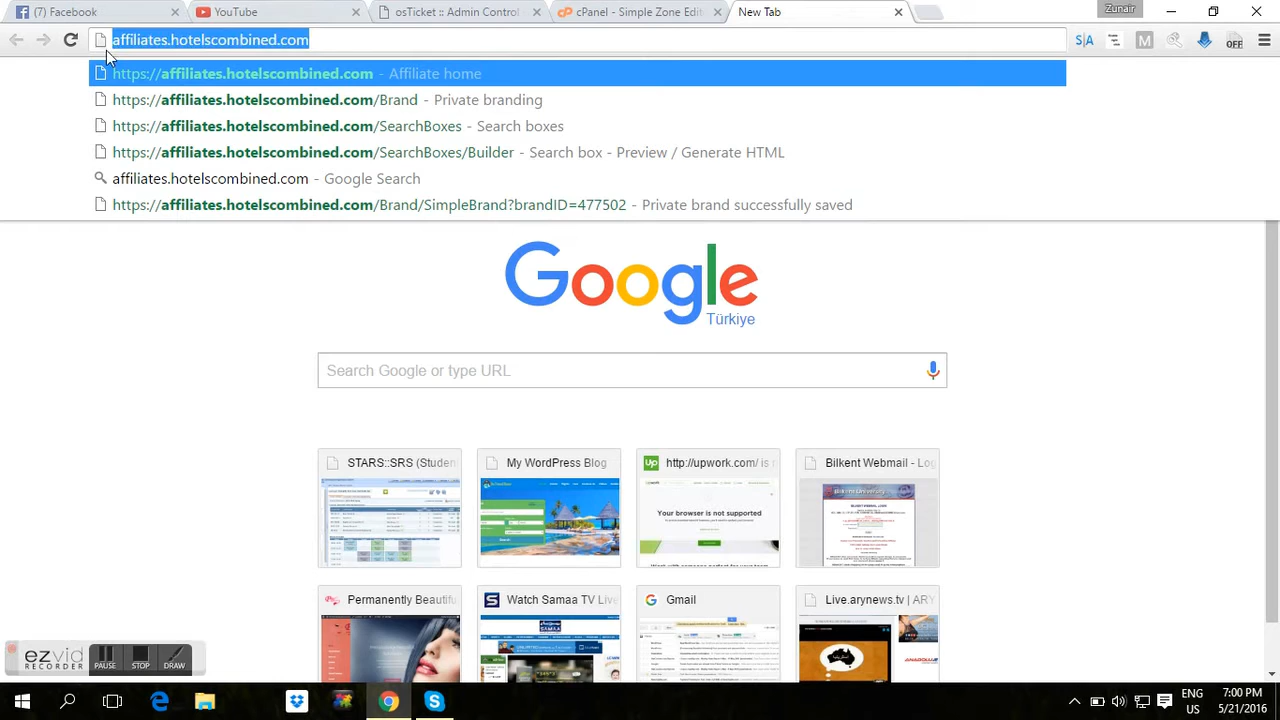 Facebook
YouTube
osTicket :: Admin Control
cPanel - Simple Zone Edit
New Tab
Zunair
affiliates.hotelscombined.com
S|A
M
OFF
https://affiliates.hotelscombined.com - Affiliate home
https://affiliates.hotelscombined.com/Brand - Private branding
https://affiliates.hotelscombined.com/SearchBoxes - Search boxes
https://affiliates.hotelscombined.com/SearchBoxes/Builder - Search box - Preview / Generate HTML
affiliates.hotelscombined.com - Google Search
https://affiliates.hotelscombined.com/Brand/SimpleBrand?brandID=477502 - Private brand successfully saved
Google
Türkiye
Search Google or type URL
STARS::SRS (Studen
My WordPress Blog
Up http://upwork.com/ is n
Bilkent Webmail - Log
Your browser is not supported
Permanently Beautifu
Watch Samaa TV Live
Gmail
Live.arynews.tv | ARY
PAUSE STOP DRAW
ENG 7:00 PM
US 5/21/2016